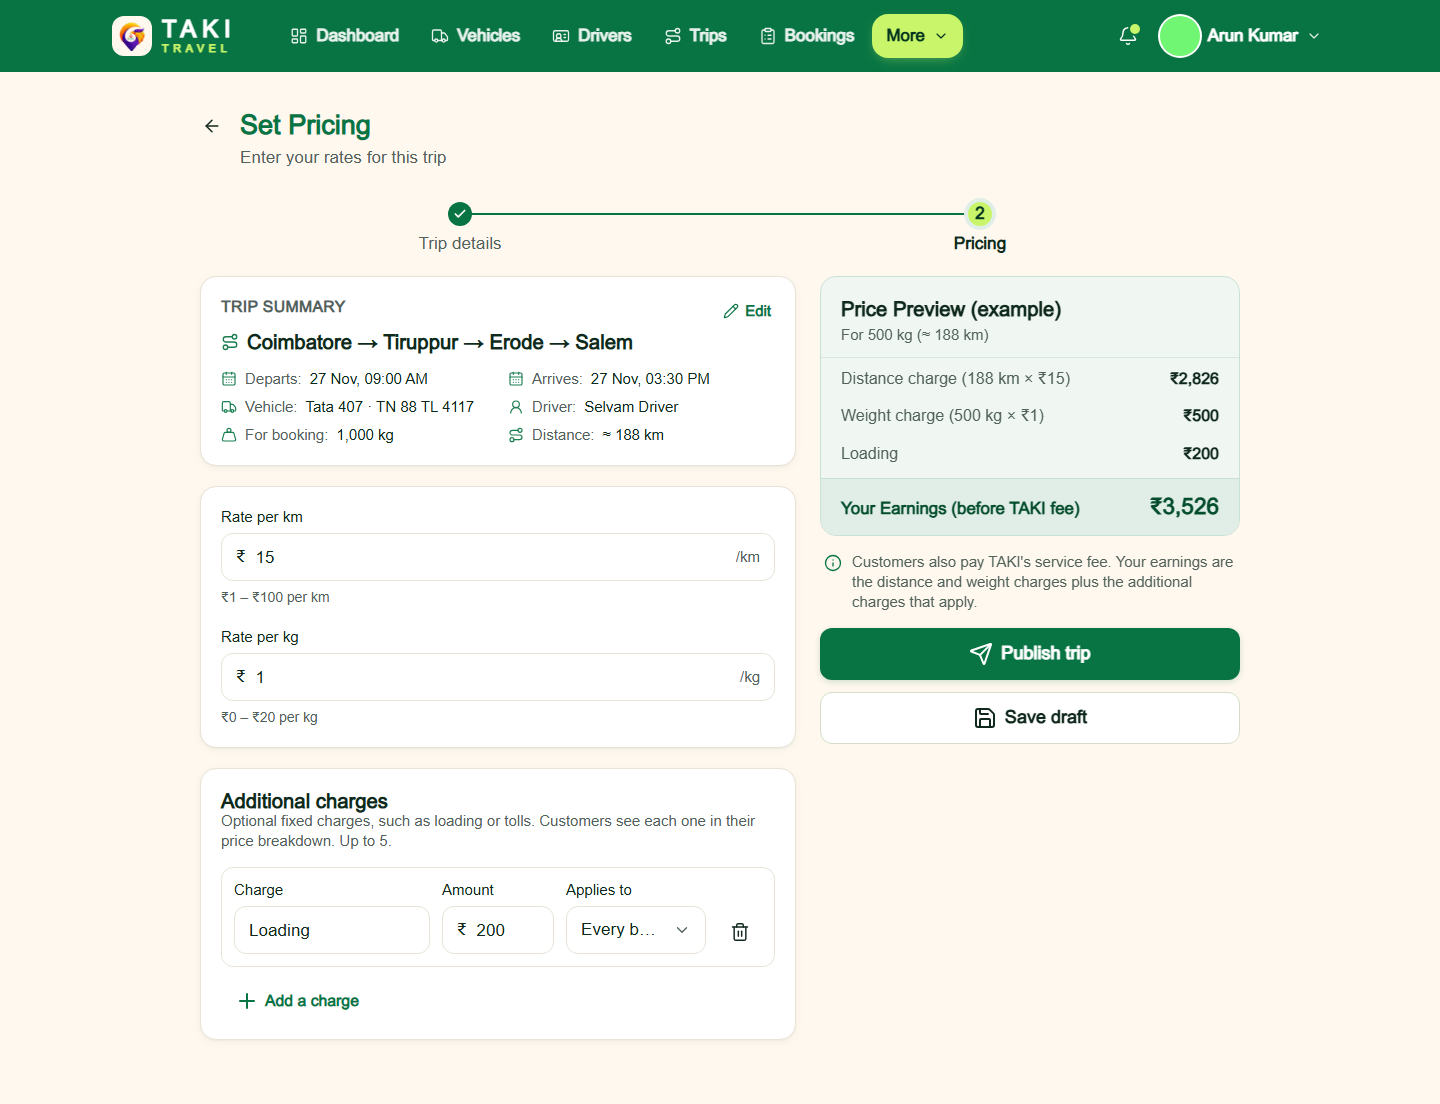 TAKI
TRAVEL
Dashboard
Vehicles
Drivers
Trips
Bookings
More
Arun Kumar
Set Pricing
Enter your rates for this trip
2
Trip details
Pricing
TRIP SUMMARY
Edit
Coimbatore → Tiruppur → Erode → Salem
Departs: 27 Nov, 09:00 AM
Arrives: 27 Nov, 03:30 PM
Vehicle: Tata 407 · TN 88 TL 4117
Driver: Selvam Driver
For booking: 1,000 kg
Distance: ≈ 188 km
Rate per km
₹ 15 /km
₹1 – ₹100 per km
Rate per kg
₹ 1 /kg
₹0 – ₹20 per kg
Additional charges
Optional fixed charges, such as loading or tolls. Customers see each one in their
price breakdown. Up to 5.
Charge
Amount
Applies to
Loading
₹ 200
Every b...
Add a charge
Price Preview (example)
For 500 kg (≈ 188 km)
Distance charge (188 km × ₹15) ₹2,826
Weight charge (500 kg × ₹1) ₹500
Loading ₹200
Your Earnings (before TAKI fee) ₹3,526
Customers also pay TAKI's service fee. Your earnings are
the distance and weight charges plus the additional
charges that apply.
Publish trip
Save draft